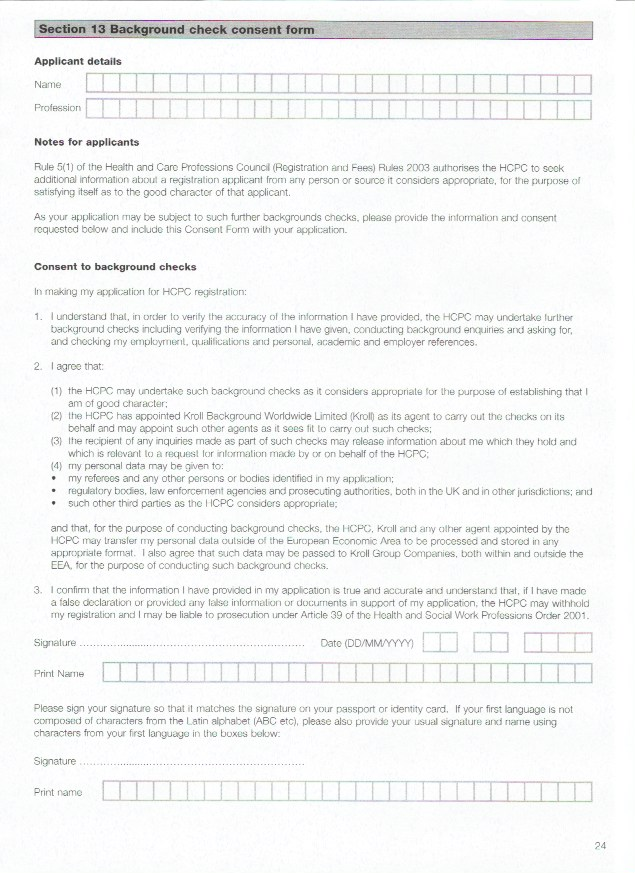 Section 13 Background check consent form
Applicant details
Name
Profession
Notes for applicants
Rule 5(1) of the Health and Care Professions Council (Registration and Fees) Rules 2003 authorises the HCPC to seek
additional information about a registration applicant from any person or source it considers appropriate, for the purpose of
satisfying itself as to the good character of that applicant.
As your application may be subject to such further backgrounds checks, please provide the information and consent
requested below and include this Consent Form with your application.
Consent to background checks
In making my application for HCPC registration:
1. I understand that, in order to verify the accuracy of the information I have provided, the HCPC may undertake further
background checks including verifying the information I have given, conducting background enquiries and asking for,
and checking my employment, qualifications and personal, academic and employer references.
2. I agree that:
(1) the HCPC may undertake such background checks as it considers appropriate for the purpose of establishing that I
am of good character;
(2) the HCPC has appointed Kroll Background Worldwide Limited (Kroll) as its agent to carry out the checks on its
behalf and may appoint such other agents as it sees fit to carry out such checks;
(3) the recipient of any inquiries made as part of such checks may release information about me which they hold and
which is relevant to a request for information made by or on behalf of the HCPC;
(4) my personal data may be given to:
• my referees and any other persons or bodies identified in my application;
• regulatory bodies, law enforcement agencies and prosecuting authorities, both in the UK and in other jurisdictions; and
• such other third parties as the HCPC considers appropriate;
and that, for the purpose of conducting background checks, the HCPC, Kroll and any other agent appointed by the
HCPC may transfer my personal data outside of the European Economic Area to be processed and stored in any
appropriate format. I also agree that such data may be passed to Kroll Group Companies, both within and outside the
EEA, for the purpose of conducting such background checks.
3. I confirm that the information I have provided in my application is true and accurate and understand that, if I have made
a false declaration or provided any false information or documents in support of my application, the HCPC may withhold
my registration and I may be liable to prosecution under Article 39 of the Health and Social Work Professions Order 2001.
Signature ............................................................ Date (DD/MM/YYYY)
Print Name
Please sign your signature so that it matches the signature on your passport or identity card. If your first language is not
composed of characters from the Latin alphabet (ABC etc), please also provide your usual signature and name using
characters from your first language in the boxes below:
Signature ............................................................
Print name
24